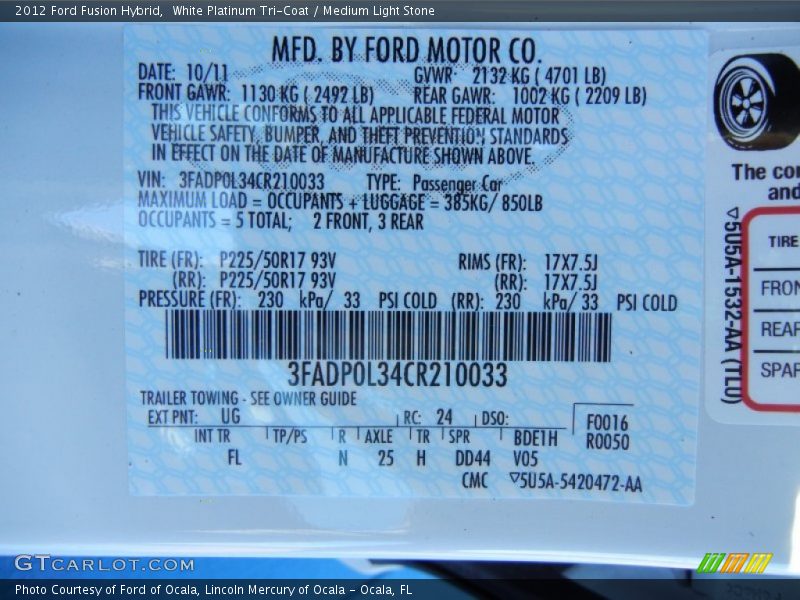 2012 Ford Fusion Hybrid,  White Platinum Tri-Coat / Medium Light Stone
MFD. BY FORD MOTOR CO.
DATE: 10/11 GVWR: 2132 KG ( 4701 LB)
FRONT GAWR: 1130 KG ( 2492 LB) REAR GAWR: 1002 KG ( 2209 LB)
THIS VEHICLE CONFORMS TO ALL APPLICABLE FEDERAL MOTOR
VEHICLE SAFETY, BUMPER, AND THEFT PREVENTION STANDARDS
IN EFFECT ON THE DATE OF MANUFACTURE SHOWN ABOVE.
VIN: 3FADP0L34CR210033 TYPE: Passenger Car
MAXIMUM LOAD = OCCUPANTS + LUGGAGE = 385KG/ 850LB
OCCUPANTS = 5 TOTAL; 2 FRONT, 3 REAR
TIRE (FR): P225/50R17 93V RIMS (FR): 17X7.5J
(RR): P225/50R17 93V (RR): 17X7.5J
PRESSURE (FR): 230 kPa/ 33 PSI COLD (RR): 230 kPa/ 33 PSI COLD
3FADP0L34CR210033
TRAILER TOWING - SEE OWNER GUIDE
EXT PNT: UG RC: 24 DSO: F0016
INT TR TP/PS R AXLE TR SPR BDE1H R0050
FL N 25 H DD44 V05
CMC ▽5U5A-5420472-AA
The con
and
▽5U5A-1532-AA (TLU)
TIRE
FRON
REAR
SPAR
GTCARLOT.COM
Photo Courtesy of Ford of Ocala, Lincoln Mercury of Ocala - Ocala, FL